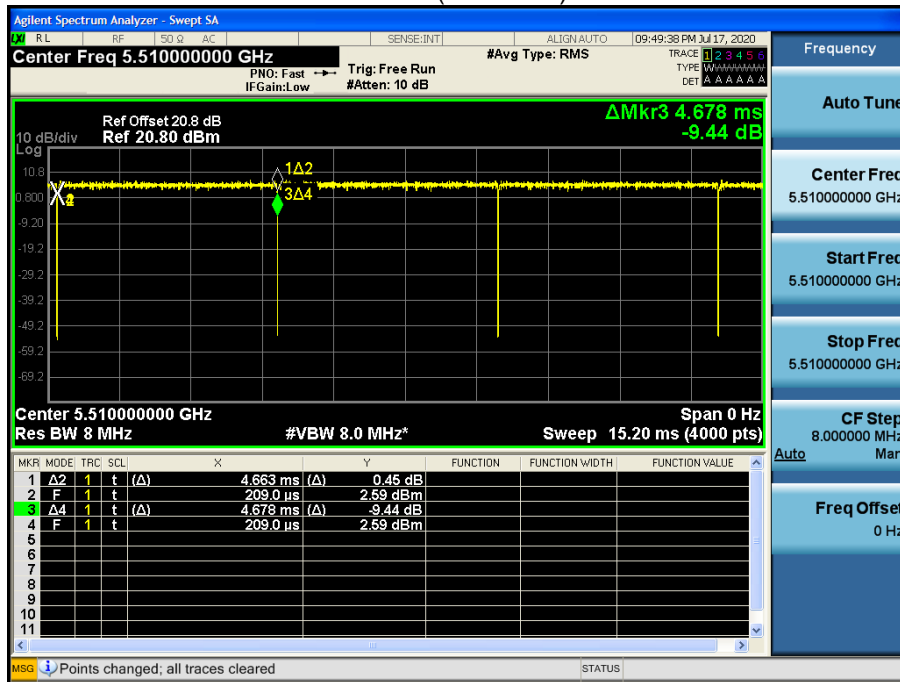 Agilent Spectrum Analyzer - Swept SA
LXI RL RF 50 Ω AC SENSE:INT ALIGN AUTO 09:49:38 PM Jul 17, 2020
Center Freq 5.510000000 GHz #Avg Type: RMS TRACE 1 2 3 4 5 6
PNO: Fast Trig: Free Run TYPE WWWWWW
IFGain:Low #Atten: 10 dB DET A A A A A A
ΔMkr3 4.678 ms
-9.44 dB
Ref Offset 20.8 dB
10 dB/div Ref 20.80 dBm
Log
1Δ2
10.8
3Δ4
0.800
-9.20
-19.2
-29.2
-39.2
-49.2
-59.2
-69.2
Center 5.510000000 GHz Span 0 Hz
Res BW 8 MHz #VBW 8.0 MHz* Sweep 15.20 ms (4000 pts)
MKR MODE TRC SCL X Y FUNCTION FUNCTION WIDTH FUNCTION VALUE
1 Δ2 1 t (Δ) 4.663 ms (Δ) 0.45 dB
2 F 1 t 209.0 µs 2.59 dBm
3 Δ4 1 t (Δ) 4.678 ms (Δ) -9.44 dB
4 F 1 t 209.0 µs 2.59 dBm
5
6
7
8
9
10
11
MSG Points changed; all traces cleared STATUS
Frequency
Auto Tune
Center Freq
5.510000000 GHz
Start Freq
5.510000000 GHz
Stop Freq
5.510000000 GHz
CF Step
8.000000 MHz
Auto Man
Freq Offset
0 Hz